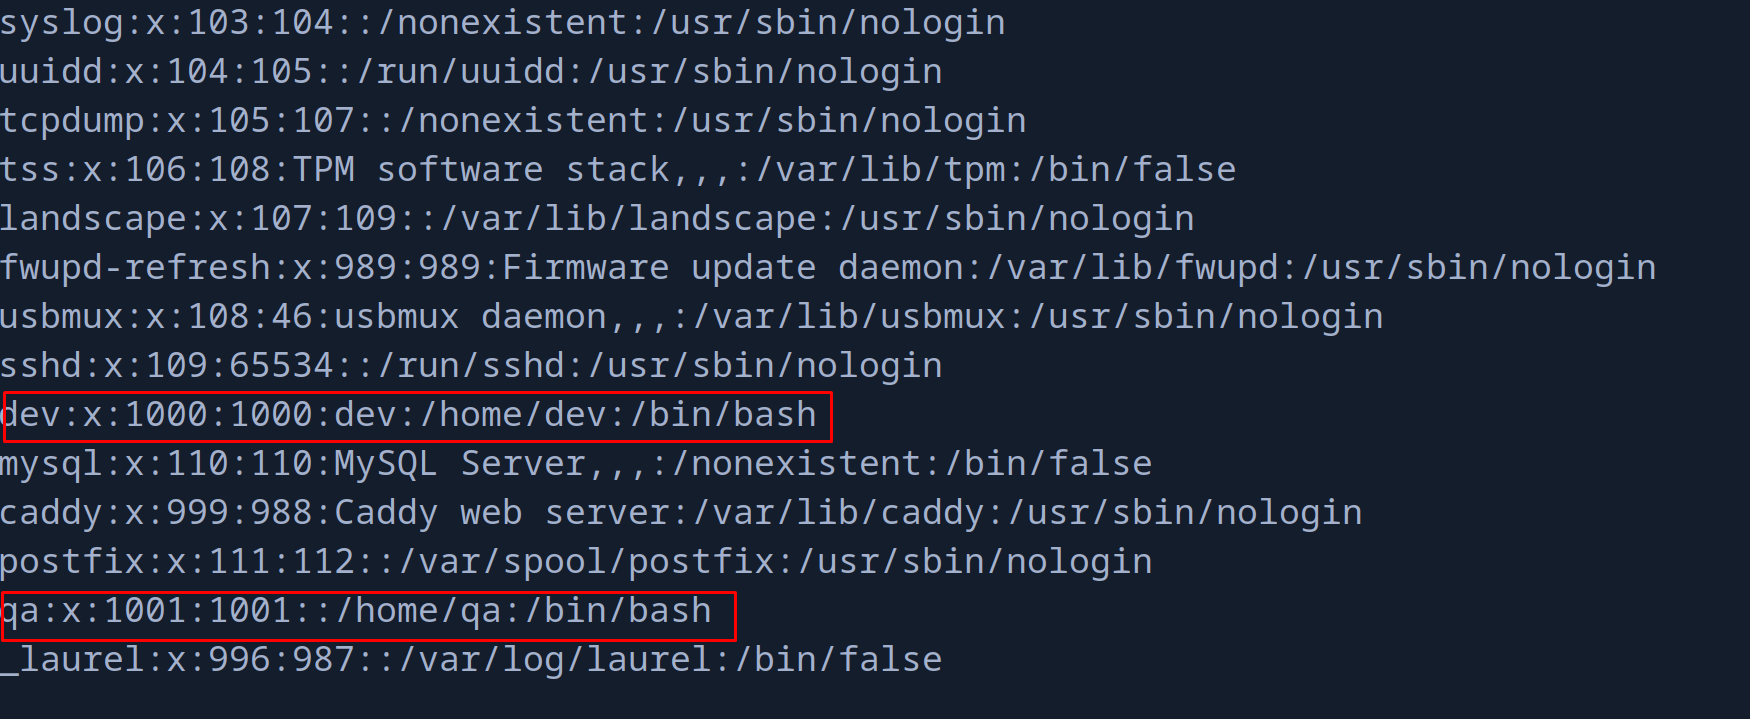 syslog:x:103:104::/nonexistent:/usr/sbin/nologin
uuidd:x:104:105::/run/uuidd:/usr/sbin/nologin
tcpdump:x:105:107::/nonexistent:/usr/sbin/nologin
tss:x:106:108:TPM software stack,,,:/var/lib/tpm:/bin/false
landscape:x:107:109::/var/lib/landscape:/usr/sbin/nologin
fwupd-refresh:x:989:989:Firmware update daemon:/var/lib/fwupd:/usr/sbin/nologin
usbmux:x:108:46:usbmux daemon,,,:/var/lib/usbmux:/usr/sbin/nologin
sshd:x:109:65534::/run/sshd:/usr/sbin/nologin
dev:x:1000:1000:dev:/home/dev:/bin/bash
mysql:x:110:110:MySQL Server,,,:/nonexistent:/bin/false
caddy:x:999:988:Caddy web server:/var/lib/caddy:/usr/sbin/nologin
postfix:x:111:112::/var/spool/postfix:/usr/sbin/nologin
qa:x:1001:1001::/home/qa:/bin/bash
_laurel:x:996:987::/var/log/laurel:/bin/false